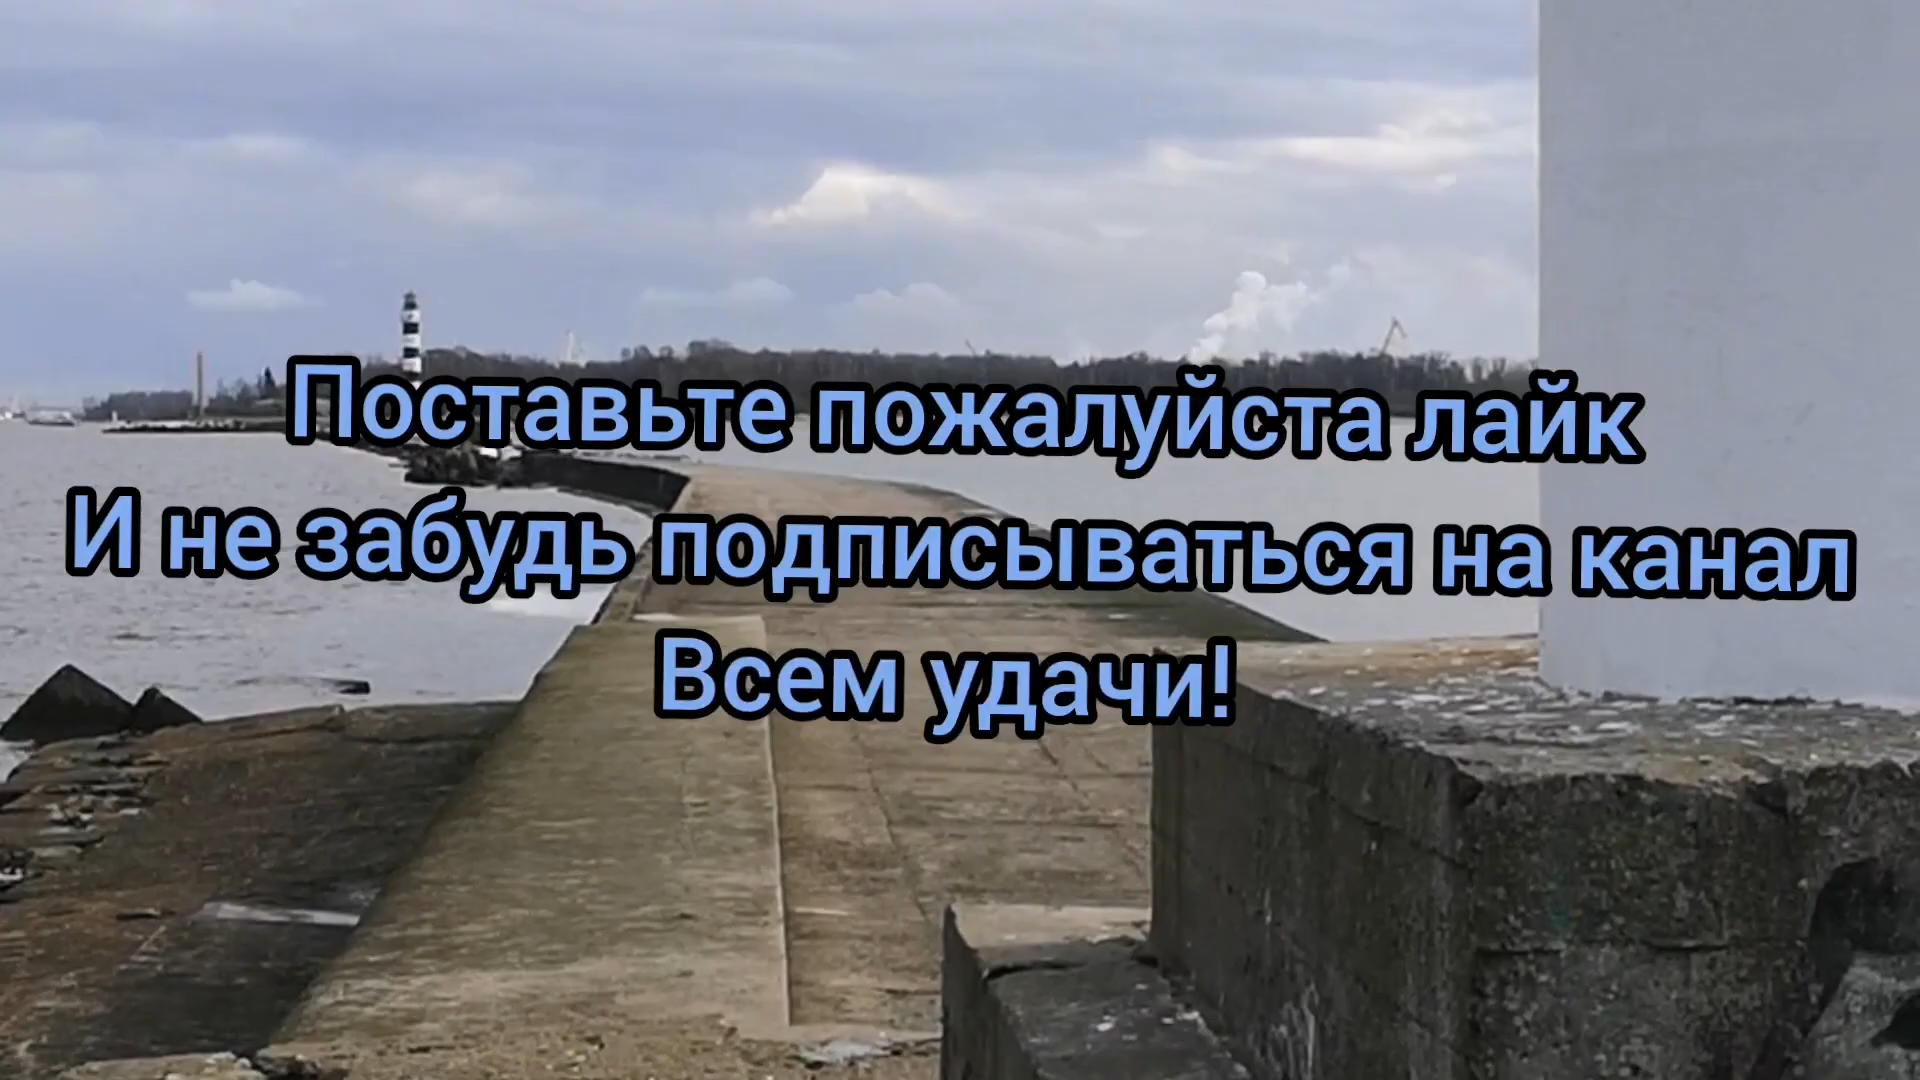 Поставьте пожалуйста лайк
И не забудь подписываться на канал
Всем удачи!